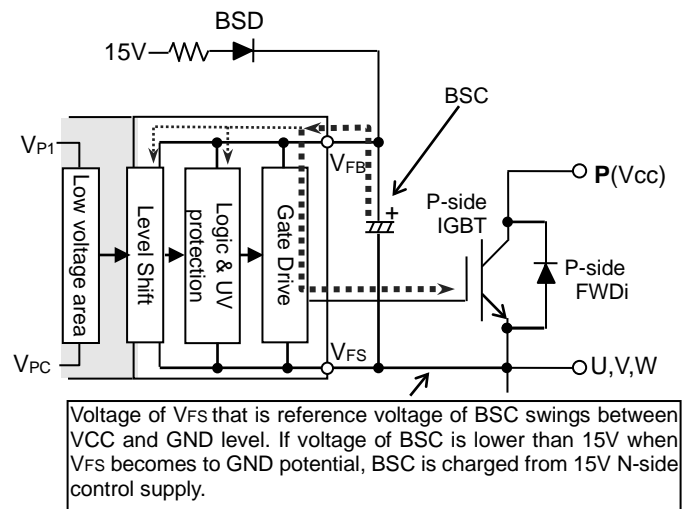 BSD
15V
BSC
VP1
VFB
P(Vcc)
+
P-side
IGBT
Low voltage area
Level Shift
Logic & UV
protection
Gate Drive
P-side
FWDi
VPC
VFS
U,V,W
Voltage of VFS that is reference voltage of BSC swings between
VCC and GND level. If voltage of BSC is lower than 15V when
VFS becomes to GND potential, BSC is charged from 15V N-side
control supply.